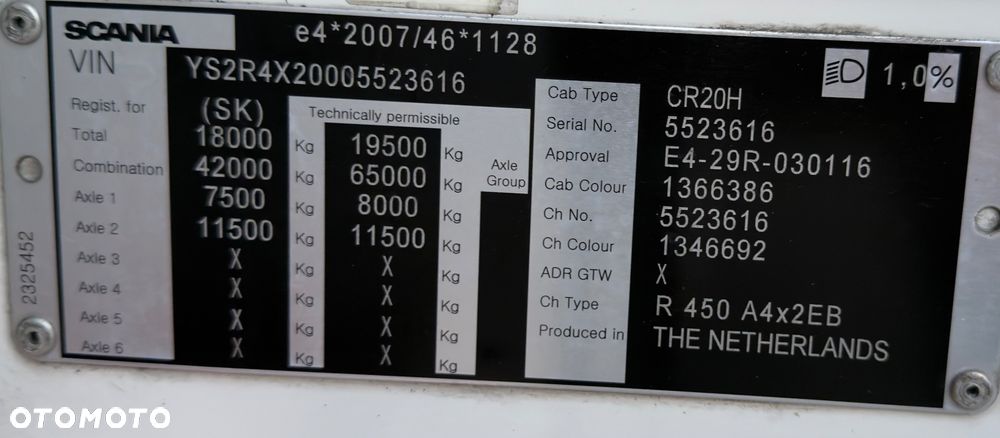 SCANIA e4*2007/46*1128
VIN YS2R4X20005523616
1,0%
Regist. for (SK) Technically permissible
Total 18000 Kg 19500 Kg
Combination 42000 Kg 65000 Kg Axle Group
Axle 1 7500 Kg 8000 Kg
Axle 2 11500 Kg 11500 Kg
Axle 3 X Kg X Kg
Axle 4 X Kg X Kg
Axle 5 X Kg X Kg
Axle 6 X Kg X Kg
Cab Type CR20H
Serial No. 5523616
Approval E4-29R-030116
Cab Colour 1366386
Ch No. 5523616
Ch Colour 1346692
ADR GTW X
Ch Type R 450 A4x2EB
Produced in THE NETHERLANDS
2325452
OTOMOTO